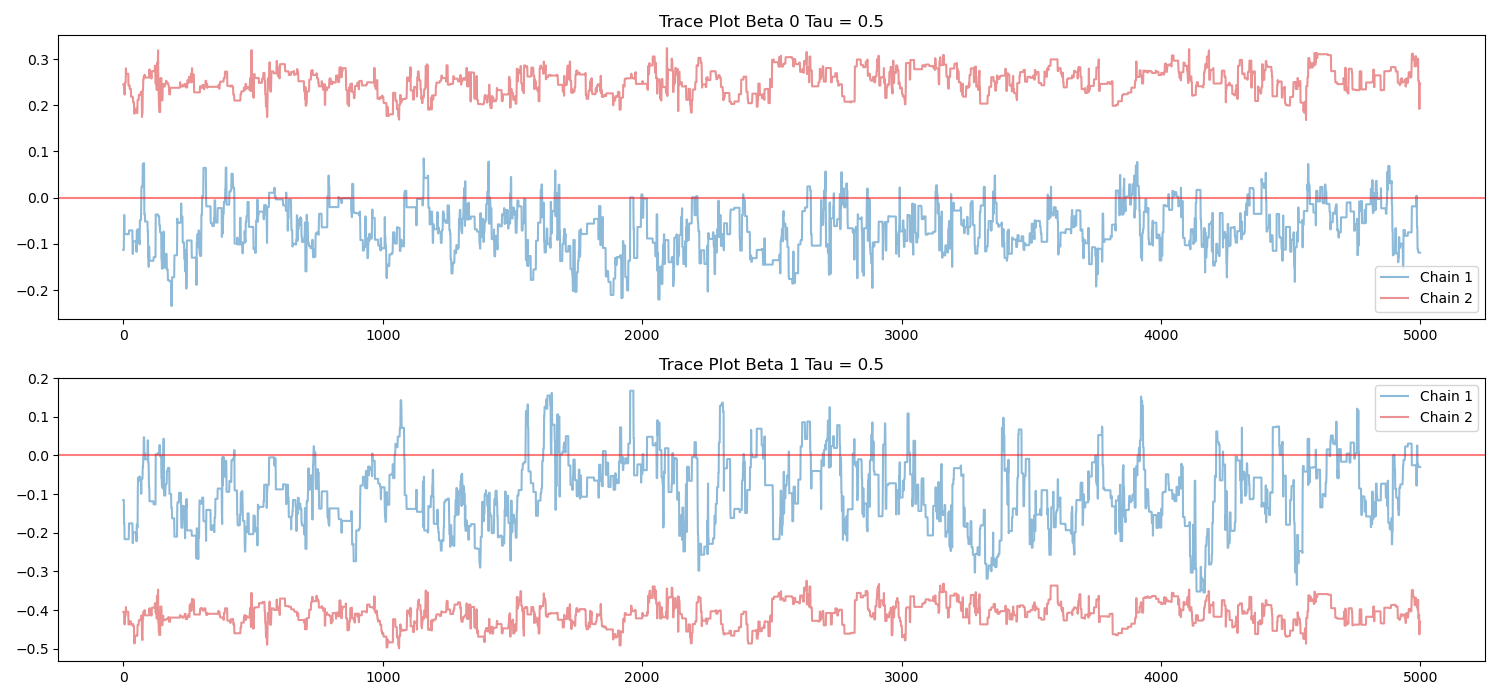 Trace Plot Beta 0 Tau = 0.5
0.3
0.2
0.1
0.0
−0.1
−0.2
Chain 1
Chain 2
0 1000 2000 3000 4000 5000
Trace Plot Beta 1 Tau = 0.5
0.2
0.1
0.0
−0.1
−0.2
−0.3
−0.4
−0.5
Chain 1
Chain 2
0 1000 2000 3000 4000 5000